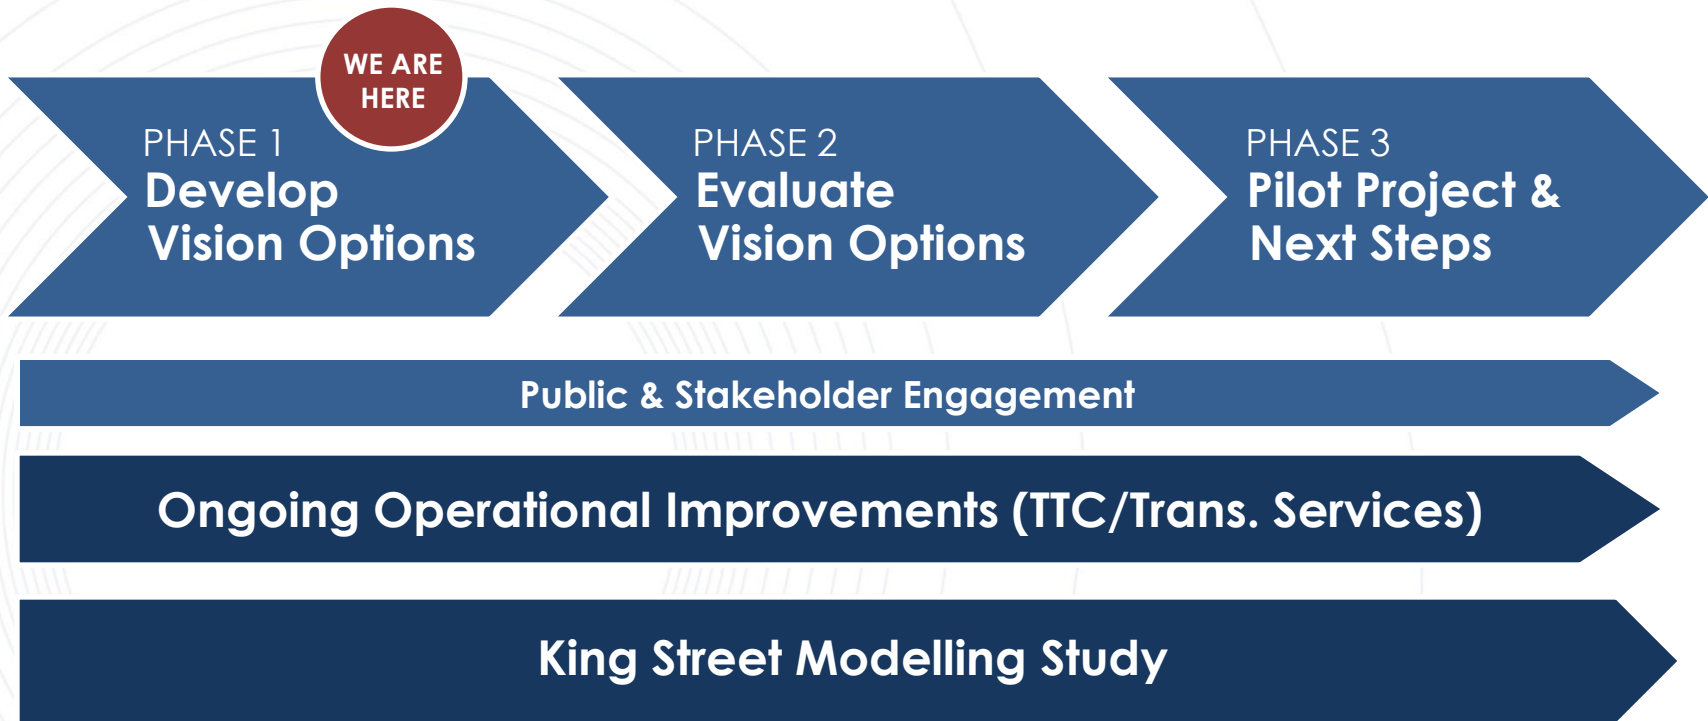 WE ARE
HERE
PHASE 1
Develop
Vision Options
PHASE 2
Evaluate
Vision Options
PHASE 3
Pilot Project &
Next Steps
Public & Stakeholder Engagement
Ongoing Operational Improvements (TTC/Trans. Services)
King Street Modelling Study